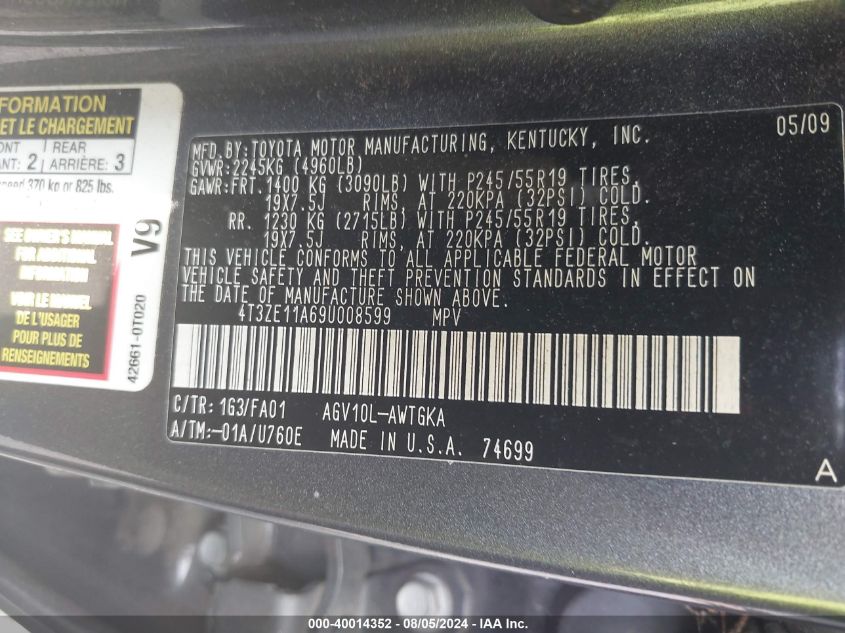 FORMATION
ET LE CHARGEMENT
ONT REAR
ANT: 2 ARRIÈRE: 3
370 kg or 825 lbs.
SEE OWNER'S MANUAL
FOR ADDITIONAL
INFORMATION
VOIR LE MANUEL
DE L'USAGER
POUR PLUS DE
RENSEIGNEMENTS
V9
42661-0T020
MFD. BY: TOYOTA MOTOR MANUFACTURING, KENTUCKY, INC. 05/09
GVWR: 2245KG (4960LB)
GAWR: FRT. 1400 KG (3090LB) WITH P245/55R19 TIRES,
19X7.5J RIMS, AT 220KPA (32PSI) COLD.
RR. 1230 KG (2715LB) WITH P245/55R19 TIRES,
19X7.5J RIMS, AT 220KPA (32PSI) COLD.
THIS VEHICLE CONFORMS TO ALL APPLICABLE FEDERAL MOTOR
VEHICLE SAFETY AND THEFT PREVENTION STANDARDS IN EFFECT ON
THE DATE OF MANUFACTURE SHOWN ABOVE.
4T3ZE11A69U008599 MPV
C/TR: 1G3/FA01 AGV10L-AWTGKA
A/TM:-01A/U760E MADE IN U.S.A. 74699
A
000-40014352 - 08/05/2024 - IAA Inc.